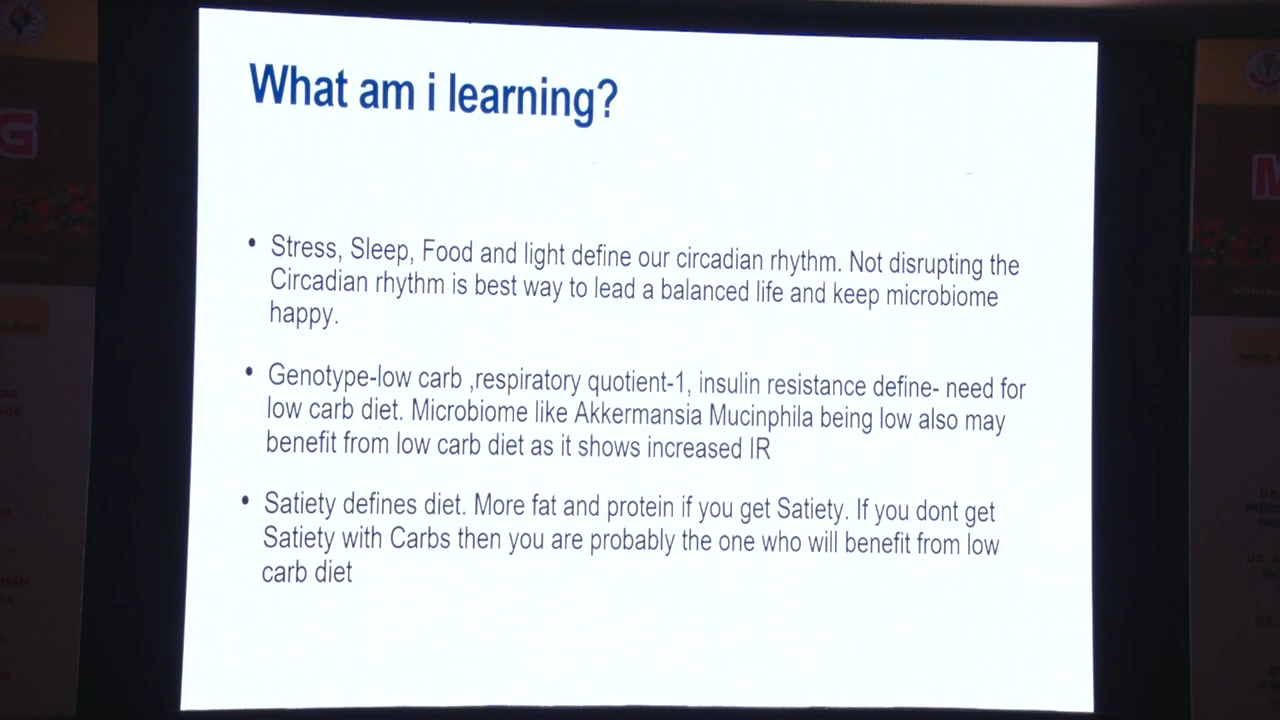 What am i learning?
• Stress, Sleep, Food and light define our circadian rhythm. Not disrupting the
Circadian rhythm is best way to lead a balanced life and keep microbiome
happy.
• Genotype-low carb ,respiratory quotient-1, insulin resistance define- need for
low carb diet. Microbiome like Akkermansia Mucinphila being low also may
benefit from low carb diet as it shows increased IR
• Satiety defines diet. More fat and protein if you get Satiety. If you dont get
Satiety with Carbs then you are probably the one who will benefit from low
carb diet
G
M